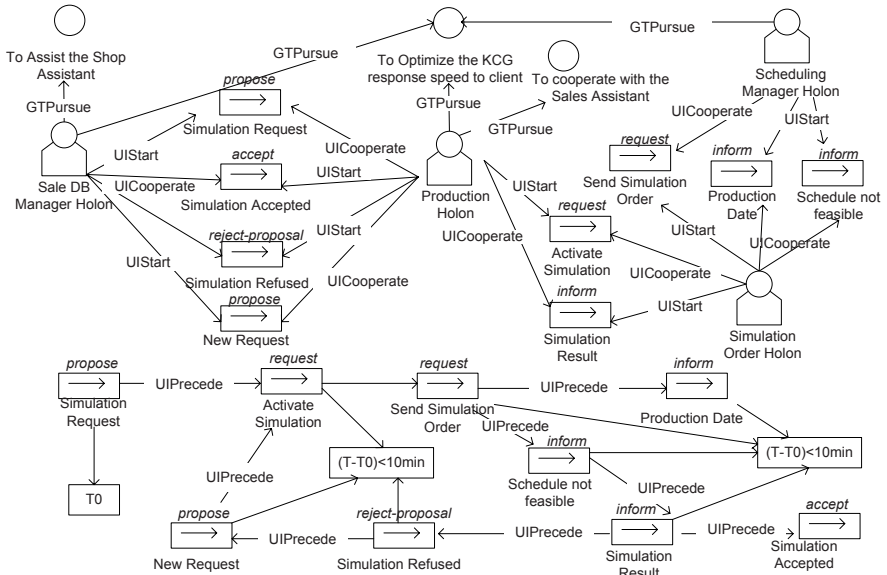 To Assist the Shop
Assistant
GTPursue
Sale DB
Manager Holon
GTPursue
propose
Simulation Request
UIStart
UICooperate
accept
UIStart
UICooperate
Simulation Accepted
reject-proposal
UIStart
UIStart
Simulation Refused
UICooperate
propose
New Request
To Optimize the KCG
response speed to client
GTPursue
GTPursue
To cooperate with the
Sales Assistant
GTPursue
Production
Holon
UIStart
UICooperate
request
Activate
Simulation
inform
Simulation
Result
Scheduling
Manager Holon
UICooperate
UIStart
request
Send Simulation
Order
inform
Production
Date
inform
Schedule not
feasible
UIStart
UICooperate
UICooperate
UIStart
Simulation
Order Holon
propose
Simulation
Request
UIPrecede
request
Activate
Simulation
request
Send Simulation
Order
UIPrecede
inform
Production Date
UIPrecede
inform
Schedule not
feasible
(T-T0)<10min
(T-T0)<10min
T0
UIPrecede
UIPrecede
propose
New Request
UIPrecede
reject-proposal
Simulation Refused
UIPrecede
inform
Simulation
Result
UIPrecede
accept
Simulation
Accepted